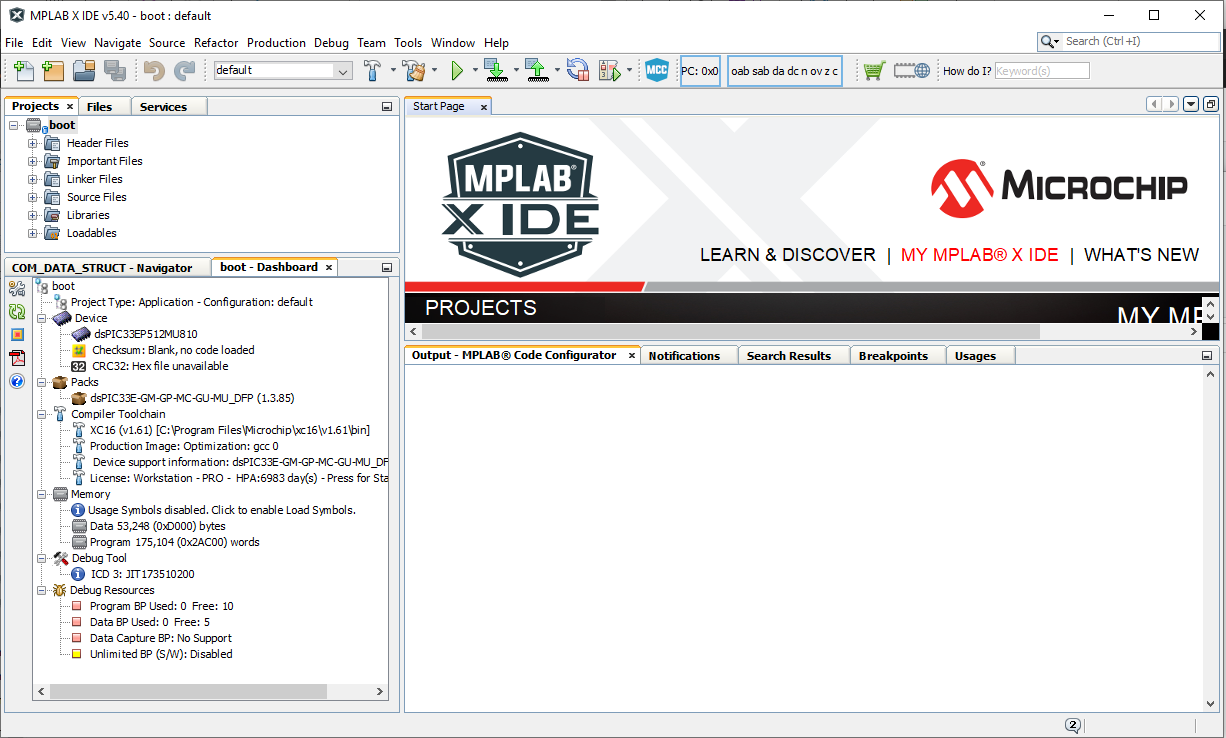 MPLAB X IDE v5.40 - boot : default
File Edit View Navigate Source Refactor Production Debug Team Tools Window Help
Search (Ctrl+I)
default
MCC
PC: 0x0
oab sab da dc n ov z c
How do I? Keyword(s)
Projects
Files
Services
boot
Header Files
Important Files
Linker Files
Source Files
Libraries
Loadables
COM_DATA_STRUCT - Navigator
boot - Dashboard
boot
Project Type: Application - Configuration: default
Device
dsPIC33EP512MU810
Checksum: Blank, no code loaded
32 CRC32: Hex file unavailable
Packs
dsPIC33E-GM-GP-MC-GU-MU_DFP (1.3.85)
Compiler Toolchain
XC16 (v1.61) [C:\Program Files\Microchip\xc16\v1.61\bin]
Production Image: Optimization: gcc 0
Device support information: dsPIC33E-GM-GP-MC-GU-MU_DF
License: Workstation - PRO - HPA:6983 day(s) - Press for Sta
Memory
Usage Symbols disabled. Click to enable Load Symbols.
Data 53,248 (0xD000) bytes
Program 175,104 (0x2AC00) words
Debug Tool
ICD 3: JIT173510200
Debug Resources
Program BP Used: 0 Free: 10
Data BP Used: 0 Free: 5
Data Capture BP: No Support
Unlimited BP (S/W): Disabled
Start Page
MPLAB®
X IDE
MICROCHIP
LEARN & DISCOVER | MY MPLAB® X IDE | WHAT'S NEW
PROJECTS
MY MP
Output - MPLAB® Code Configurator
Notifications
Search Results
Breakpoints
Usages
2